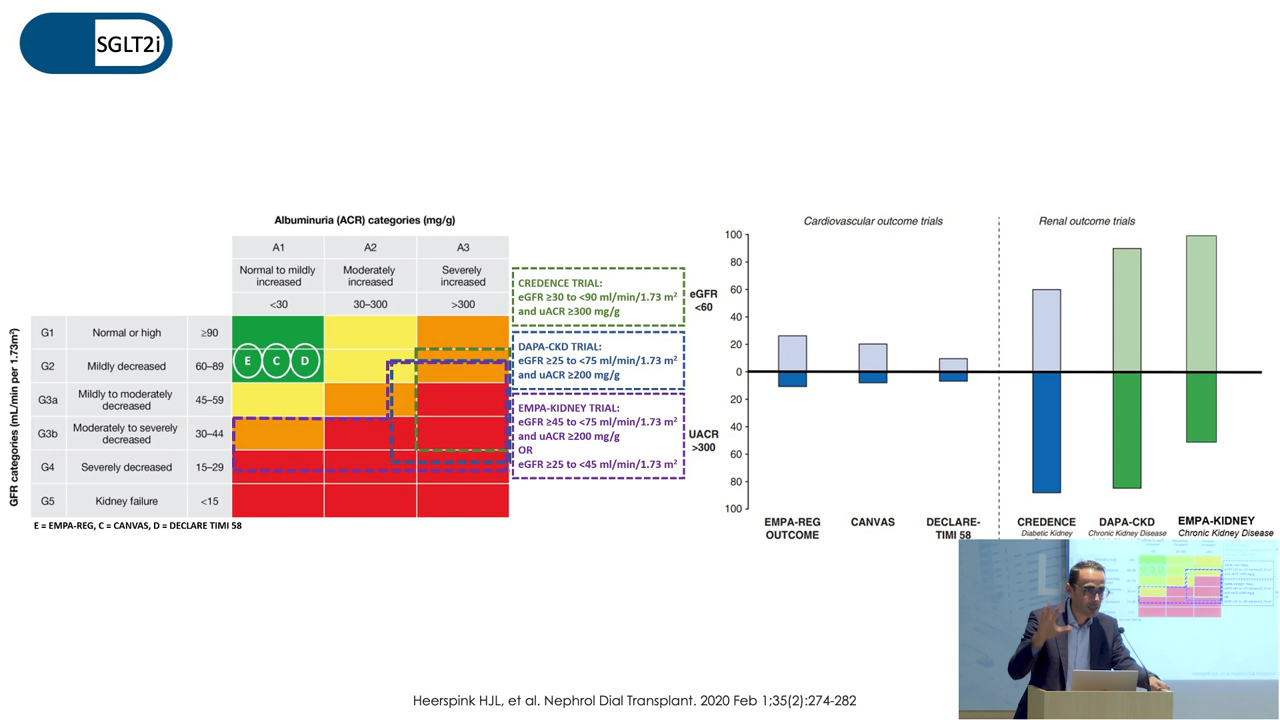 SGLT2i
Albuminuria (ACR) categories (mg/g)
A1
A2
A3
Normal to mildly
increased
Moderately
increased
Severely
increased
<30
30–300
>300
GFR categories (mL/min per 1.73m²)
G1
Normal or high
≥90
G2
Mildly decreased
60–89
E
C
D
G3a
Mildly to moderately
decreased
45–59
G3b
Moderately to severely
decreased
30–44
G4
Severely decreased
15–29
G5
Kidney failure
<15
E = EMPA-REG, C = CANVAS, D = DECLARE TIMI 58
CREDENCE TRIAL:
eGFR ≥30 to <90 ml/min/1.73 m²
and uACR ≥300 mg/g
DAPA-CKD TRIAL:
eGFR ≥25 to <75 ml/min/1.73 m²
and uACR ≥200 mg/g
EMPA-KIDNEY TRIAL:
eGFR ≥45 to <75 ml/min/1.73 m²
and uACR ≥200 mg/g
OR
eGFR ≥25 to <45 ml/min/1.73 m²
Cardiovascular outcome trials
Renal outcome trials
eGFR
<60
UACR
>300
100
80
60
40
20
0
20
40
60
80
100
EMPA-REG
OUTCOME
CANVAS
DECLARE-
TIMI 58
CREDENCE
Diabetic Kidney
DAPA-CKD
Chronic Kidney Disease
EMPA-KIDNEY
Chronic Kidney Disease
Heerspink HJL, et al. Nephrol Dial Transplant. 2020 Feb 1;35(2):274-282